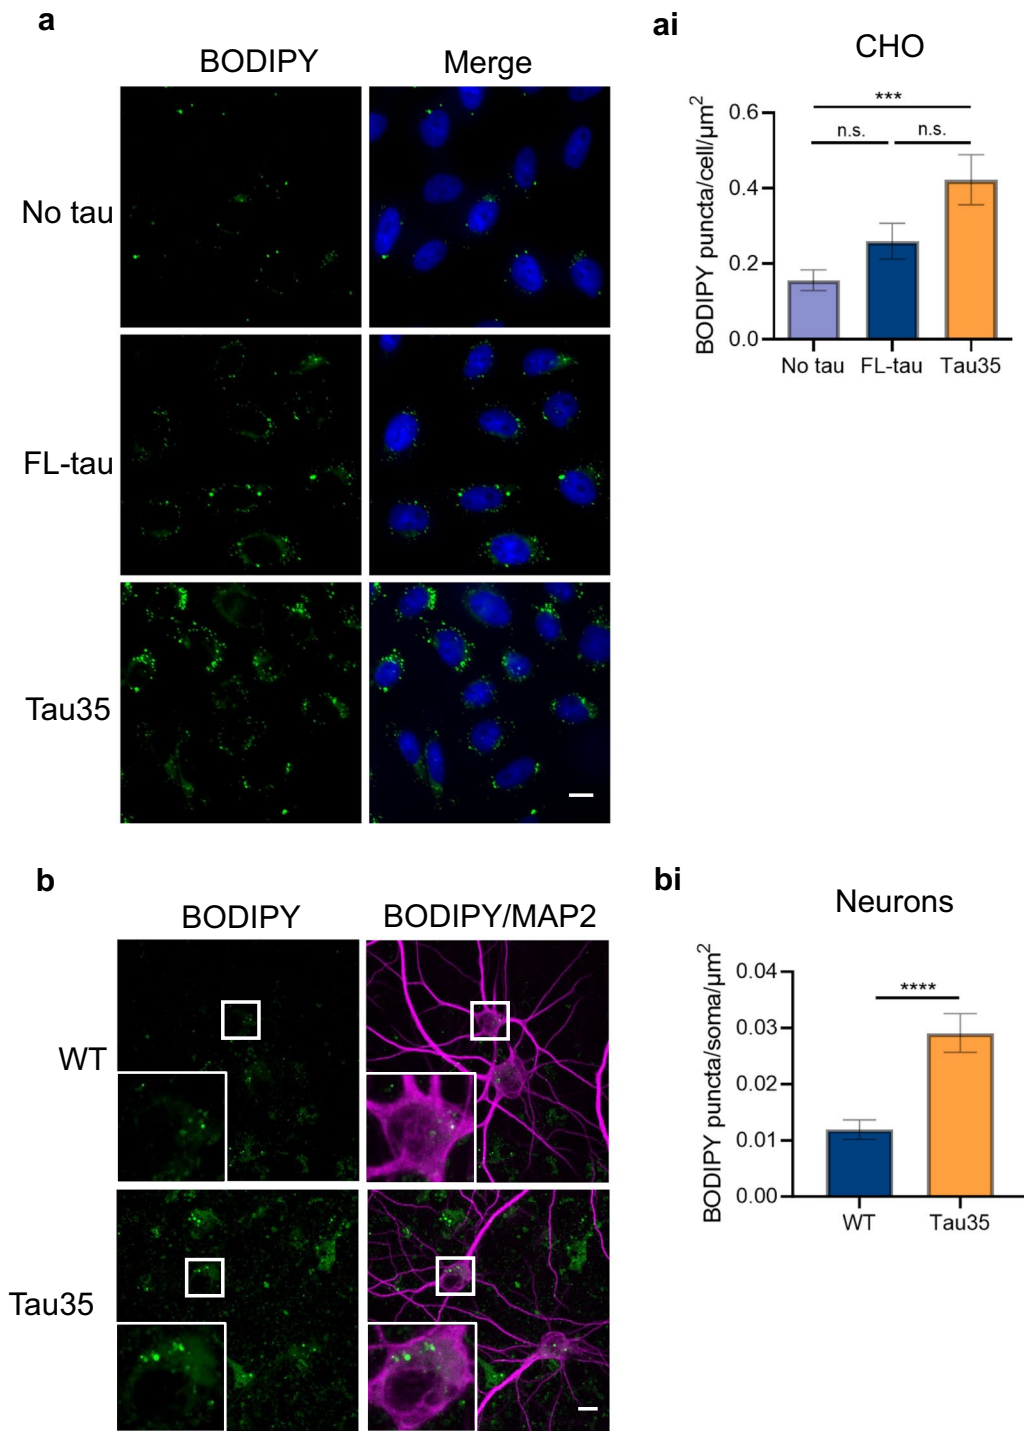 a
BODIPY
Merge
No tau
FL-tau
Tau35
ai
CHO
BODIPY puncta/cell/μm²
0.6
0.4
0.2
0.0
***
n.s.
n.s.
No tau
FL-tau
Tau35
b
BODIPY
BODIPY/MAP2
WT
Tau35
bi
Neurons
BODIPY puncta/soma/μm²
0.04
0.03
0.02
0.01
0.00
****
WT
Tau35